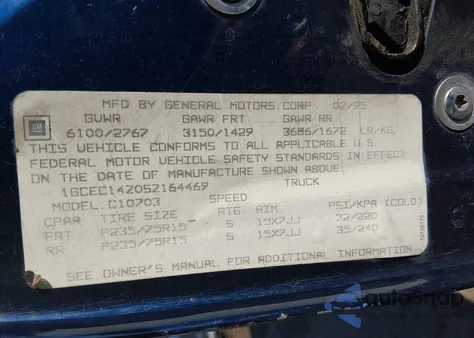 MFD BY GENERAL MOTORS CORP 02/95
GVWR GAWR FRT GAWR RR
GM 6100/2767 3150/1429 3686/1672 LB/KG
THIS VEHICLE CONFORMS TO ALL APPLICABLE U.S.
FEDERAL MOTOR VEHICLE SAFETY STANDARDS IN EFFECT
ON THE DATE OF MANUFACTURE SHOWN ABOVE.
1GCEC14Z0SZ164469 TRUCK
MODEL: C10703 SPEED
CPAR TIRE SIZE RTG RIM PSI/KPA (COLD)
FRT P235/75R15 S 15X7JJ 32/220
RR P235/75R15 S 15X7JJ 35/240
SEE OWNER'S MANUAL FOR ADDITIONAL INFORMATION
autosnap